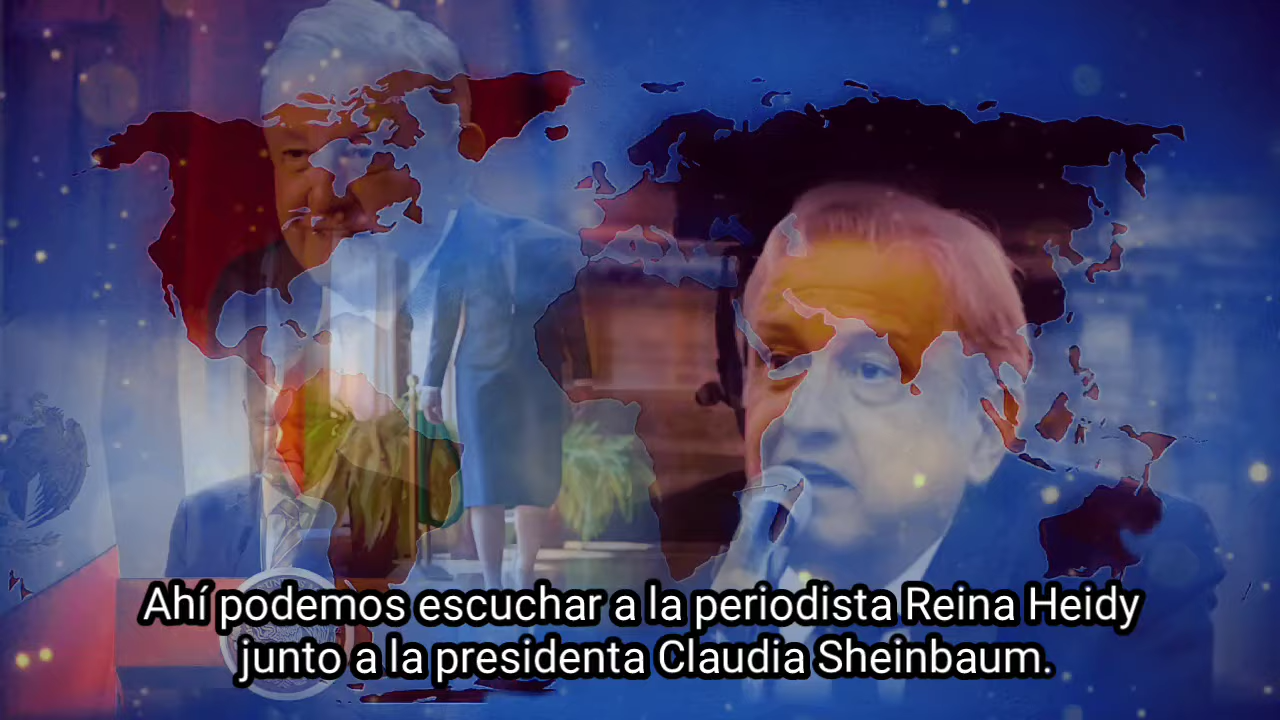 Ahí podemos escuchar a la periodista Reina Heidy
junto a la presidenta Claudia Sheinbaum.